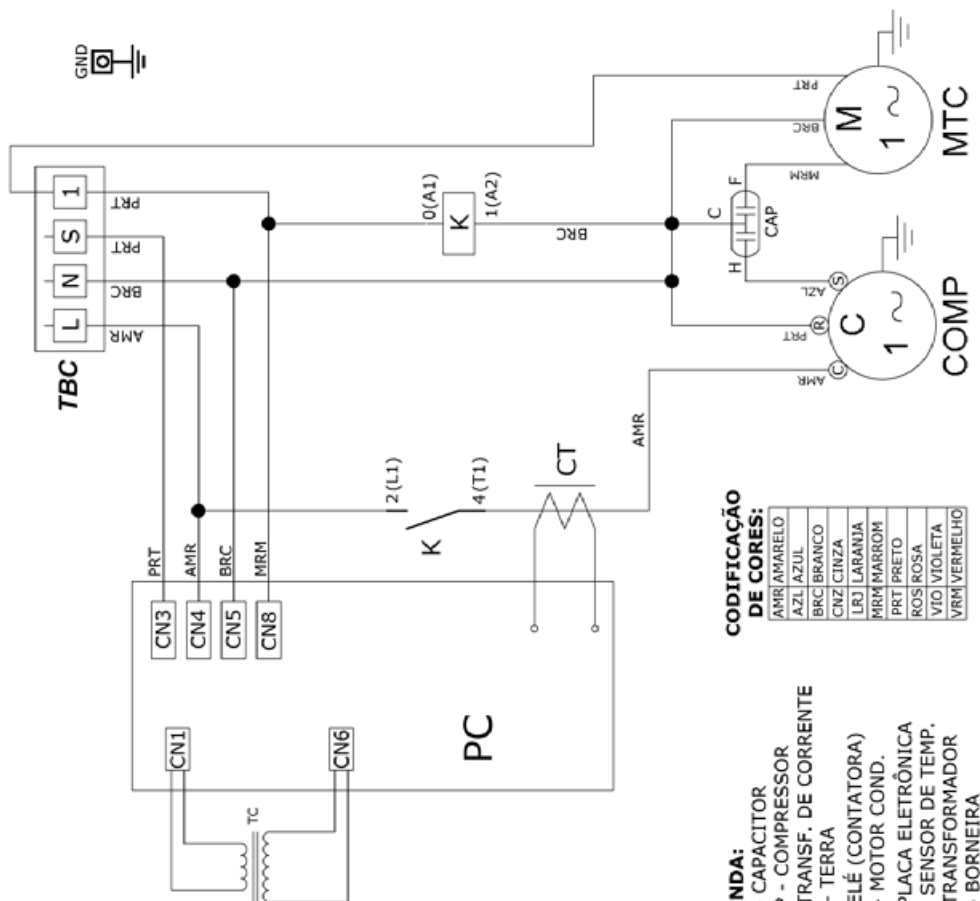 GND
TBC
L
N
S
1
AMR
BRC
PRT
PRT
PRT
AMR
BRC
MRM
CN3
CN4
CN5
CN8
CN1
CN6
TC
PC
2(L1)
K
4(T1)
CT
AMR
0(A1)
K
1(A2)
BRC
C
H
F
CAP
PRT
BRC
MRM
M
1
MTC
AZL
PRT
AMR
S
R
C
C
1
COMP
CODIFICAÇÃO
DE CORES:
AMR AMARELO
AZL AZUL
BRC BRANCO
CNZ CINZA
LRJ LARANJA
MRM MARROM
PRT PRETO
ROS ROSA
VIO VIOLETA
VRM VERMELHO
NDA:
CAPACITOR
P - COMPRESSOR
TRANSF. DE CORRENTE
- TERRA
ELÉ (CONTATORA)
- MOTOR COND.
PLACA ELETRÔNICA
SENSOR DE TEMP.
TRANSFORMADOR
BORNEIRA